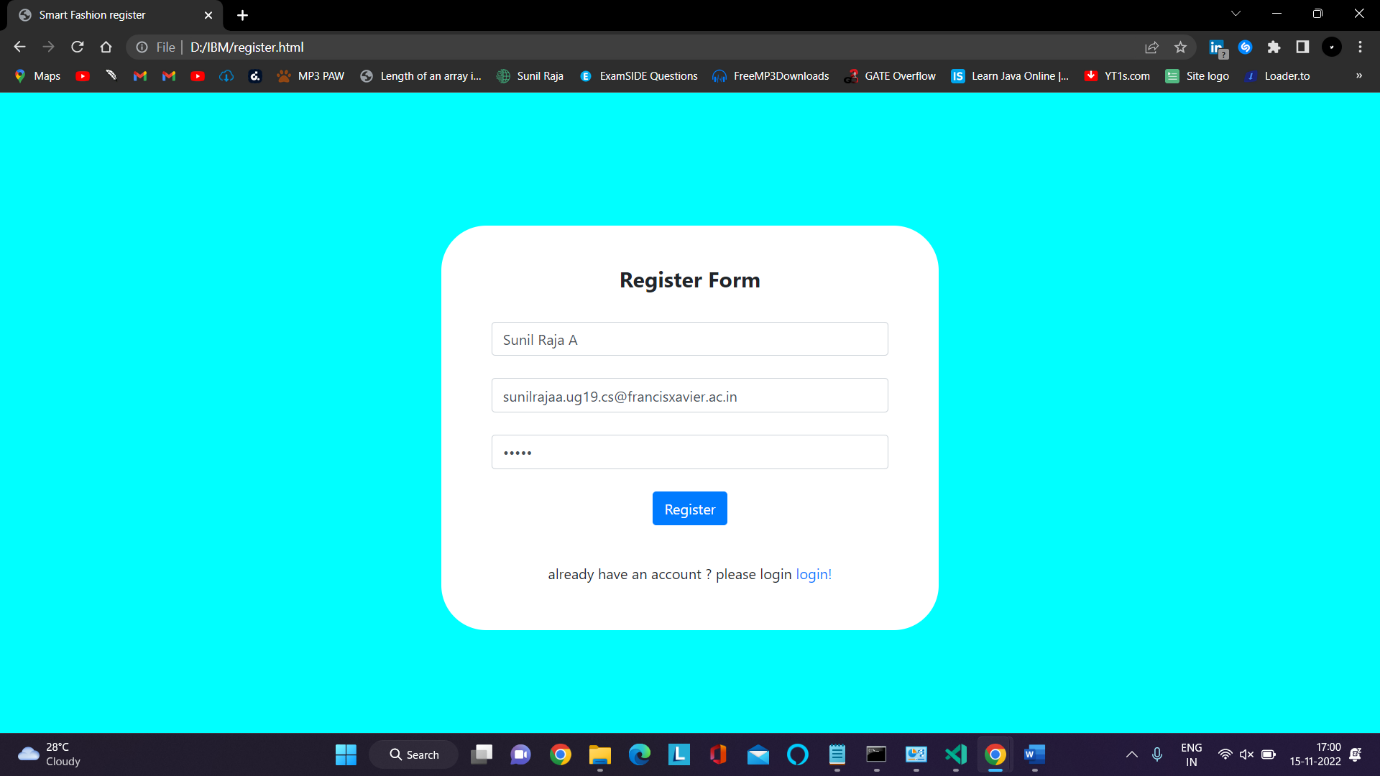 Smart Fashion register
File | D:/IBM/register.html
Maps MP3 PAW Length of an array i... Sunil Raja ExamSIDE Questions FreeMP3Downloads GATE Overflow IS Learn Java Online |... YT1s.com Site logo Loader.to »
Register Form
Sunil Raja A
sunilrajaa.ug19.cs@francisxavier.ac.in
•••••
Register
already have an account ? please login login!
28°C
Cloudy
Search
ENG
IN
17:00
15-11-2022